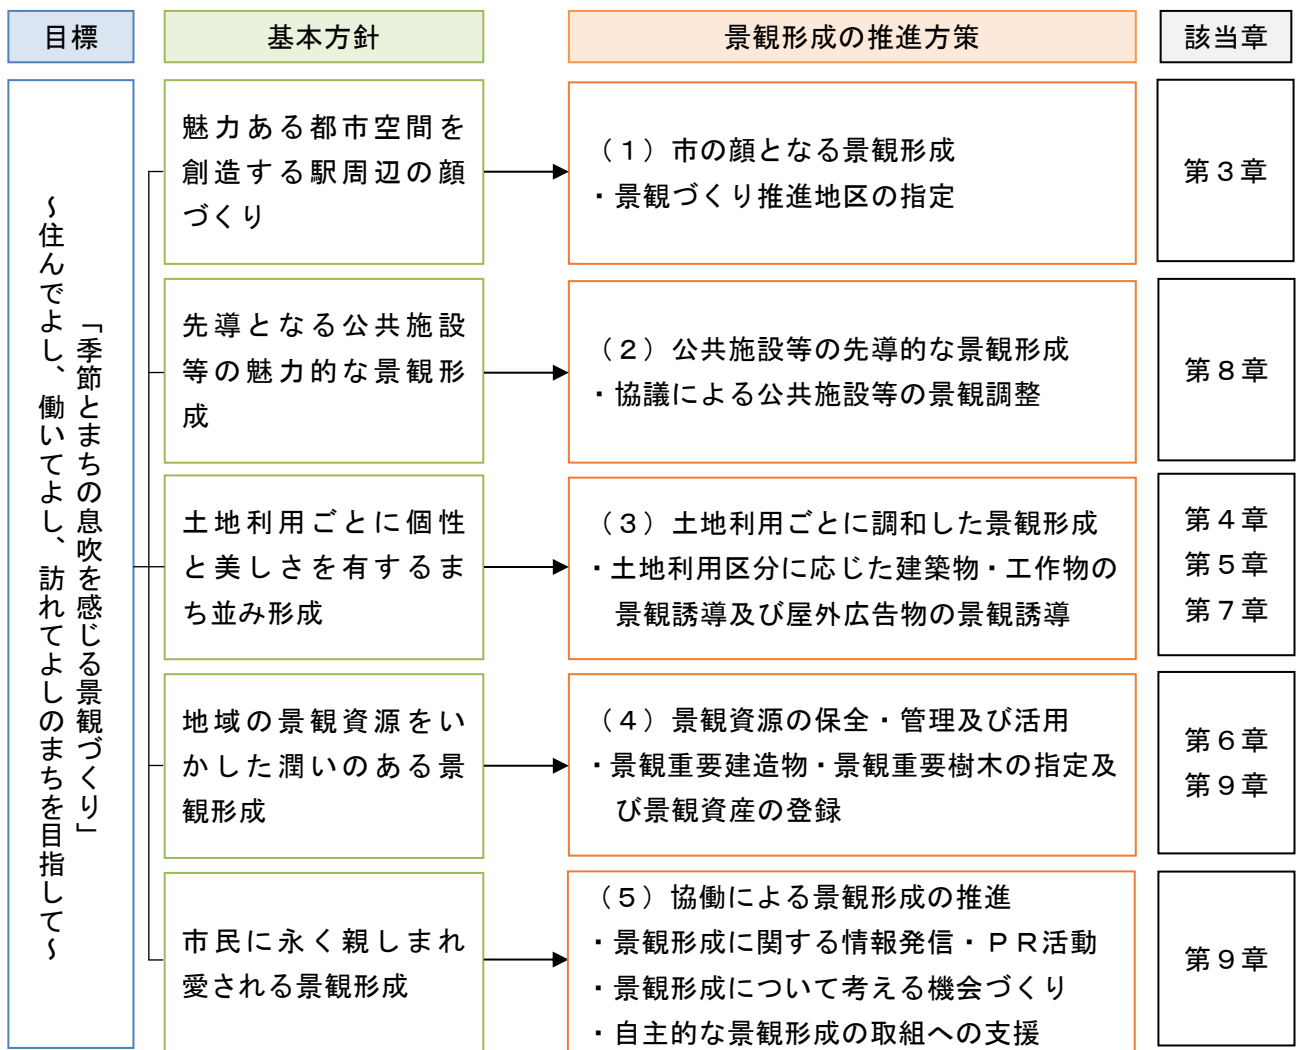 目標
基本方針
景観形成の推進方策
該当章
「季節とまちの息吹を感じる景観づくり」
～住んでよし、働いてよし、訪れてよしのまちを目指して～
魅力ある都市空間を
創造する駅周辺の顔
づくり
（１）市の顔となる景観形成
・景観づくり推進地区の指定
第３章
先導となる公共施設
等の魅力的な景観形
成
（２）公共施設等の先導的な景観形成
・協議による公共施設等の景観調整
第８章
土地利用ごとに個性
と美しさを有するま
ち並み形成
（３）土地利用ごとに調和した景観形成
・土地利用区分に応じた建築物・工作物の
景観誘導及び屋外広告物の景観誘導
第４章
第５章
第７章
地域の景観資源をい
かした潤いのある景
観形成
（４）景観資源の保全・管理及び活用
・景観重要建造物・景観重要樹木の指定及
び景観資産の登録
第６章
第９章
市民に永く親しまれ
愛される景観形成
（５）協働による景観形成の推進
・景観形成に関する情報発信・ＰＲ活動
・景観形成について考える機会づくり
・自主的な景観形成の取組への支援
第９章